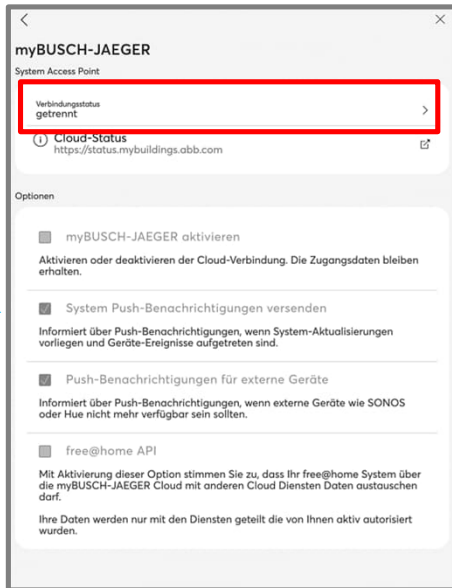 myBUSCH-JAEGER
System Access Point
Verbindungsstatus
getrennt
Cloud-Status
https://status.mybuildings.abb.com
Optionen
myBUSCH-JAEGER aktivieren
Aktivieren oder deaktivieren der Cloud-Verbindung. Die Zugangsdaten bleiben
erhalten.
System Push-Benachrichtigungen versenden
Informiert über Push-Benachrichtigungen, wenn System-Aktualisierungen
vorliegen und Geräte-Ereignisse aufgetreten sind.
Push-Benachrichtigungen für externe Geräte
Informiert über Push-Benachrichtigungen, wenn externe Geräte wie SONOS
oder Hue nicht mehr verfügbar sein sollten.
free@home API
Mit Aktivierung dieser Option stimmen Sie zu, dass Ihr free@home System über
die myBUSCH-JAEGER Cloud mit anderen Cloud Diensten Daten austauschen
darf.
Ihre Daten werden nur mit den Diensten geteilt die von Ihnen aktiv autorisiert
wurden.